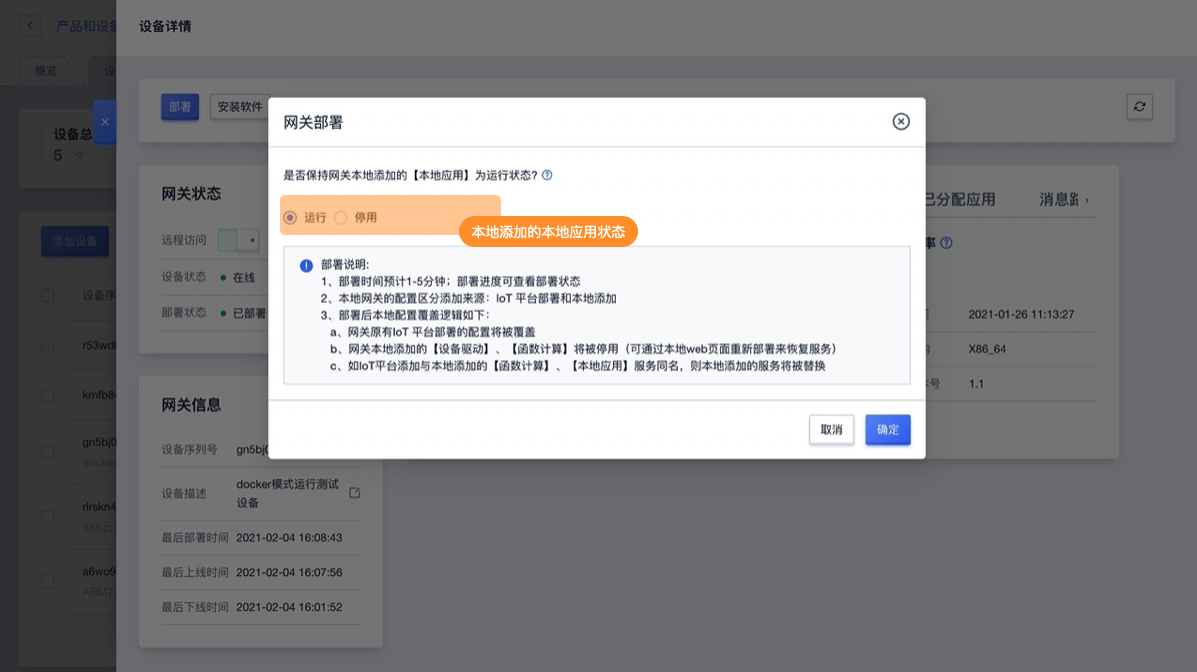 产品和设备
设备详情
概览
设
部署
安装软件
设备总
5
网关部署
是否保持网关本地添加的【本地应用】为运行状态?
运行
停用
本地添加的本地应用状态
部署说明:
1、部署时间预计1-5分钟；部署进度可查看部署状态
2、本地网关的配置区分添加来源：IoT 平台部署和本地添加
3、部署后本地配置覆盖逻辑如下：
a、网关原有IoT 平台部署的配置将被覆盖
b、网关本地添加的【设备驱动】、【函数计算】将被停用（可通过本地web页面重新部署来恢复服务）
c、如IoT平台添加与本地添加的【函数计算】、【本地应用】服务同名，则本地添加的服务将被替换
取消
确定
添加设备
设备序
r53wdl
kmfb8v
gn5bj0
docker
rlrskn4
X86云
a6wo9
ARM7
网关状态
远程访问
设备状态
在线
部署状态
已部署
网关信息
设备序列号
gn5bj0
设备描述
docker模式运行测试
设备
最后部署时间 2021-02-04 16:08:43
最后上线时间 2021-02-04 16:07:56
最后下线时间 2021-02-04 16:01:52
已分配应用
消息路
率
2021-01-26 11:13:27
X86_64
本号
1.1